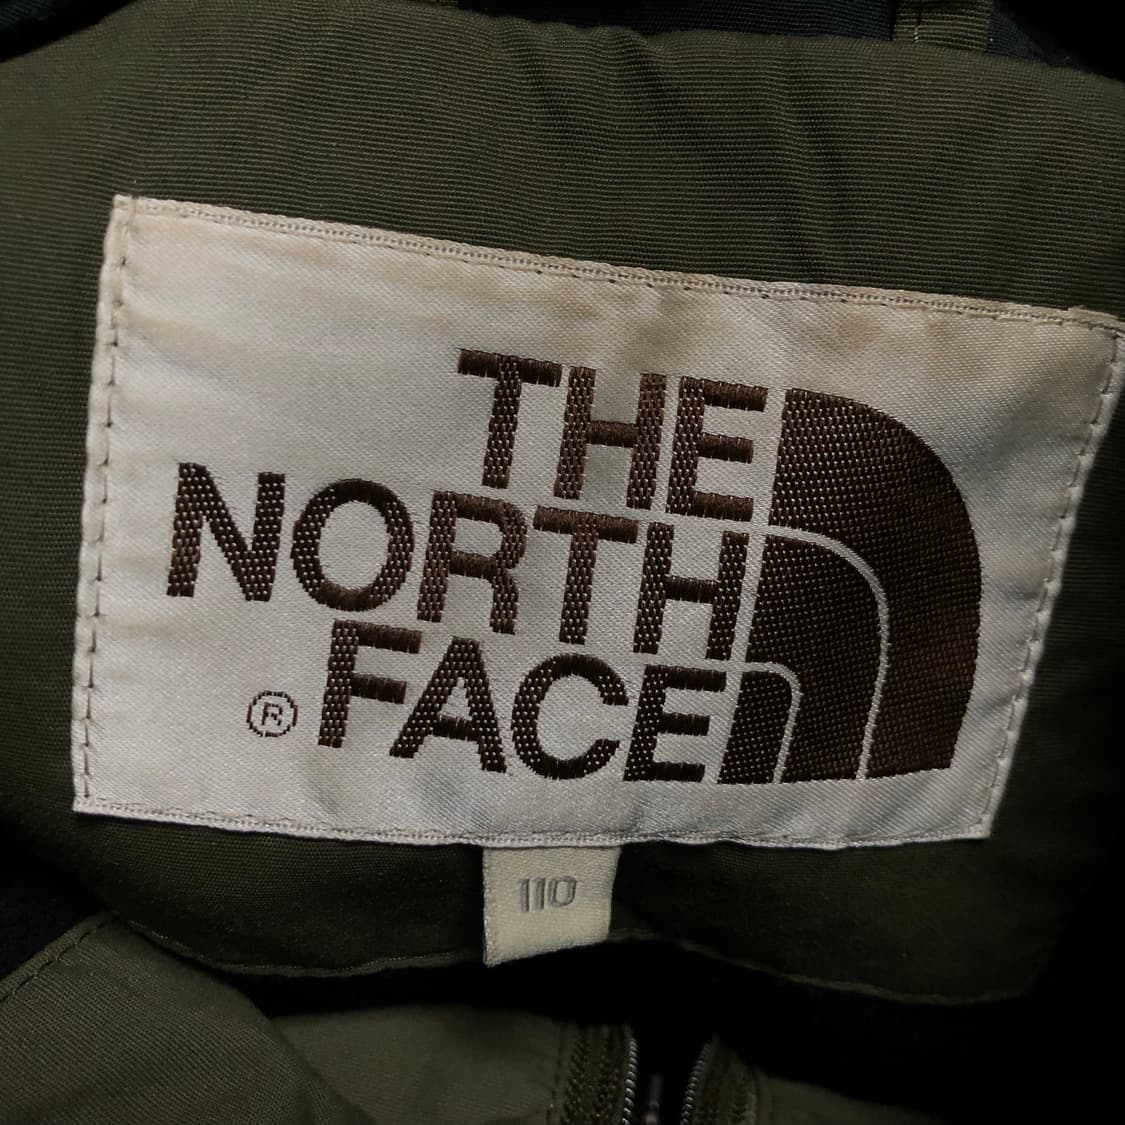 THE
NORTH
® FACE
110